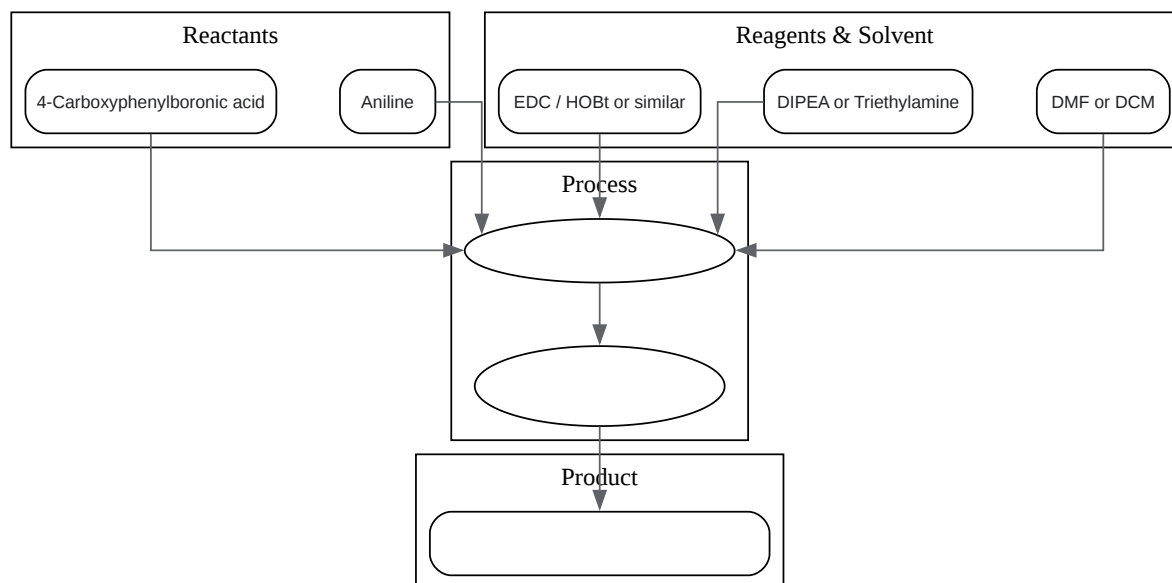 Reactants
Reagents & Solvent
4-Carboxyphenylboronic acid
Aniline
EDC / HOBt or similar
DIPEA or Triethylamine
DMF or DCM
Process
Product